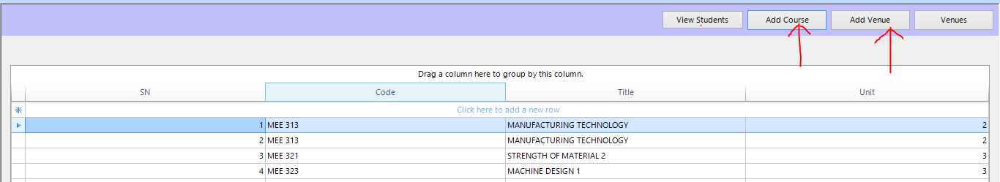 View Students Add Course Add Venue Venues
Drag a column here to group by this column.
SN Code Title Unit
Click here to add a new row
1 MEE 313 MANUFACTURING TECHNOLOGY 2
2 MEE 313 MANUFACTURING TECHNOLOGY 2
3 MEE 321 STRENGTH OF MATERIAL 2 3
4 MEE 323 MACHINE DESIGN 1 3